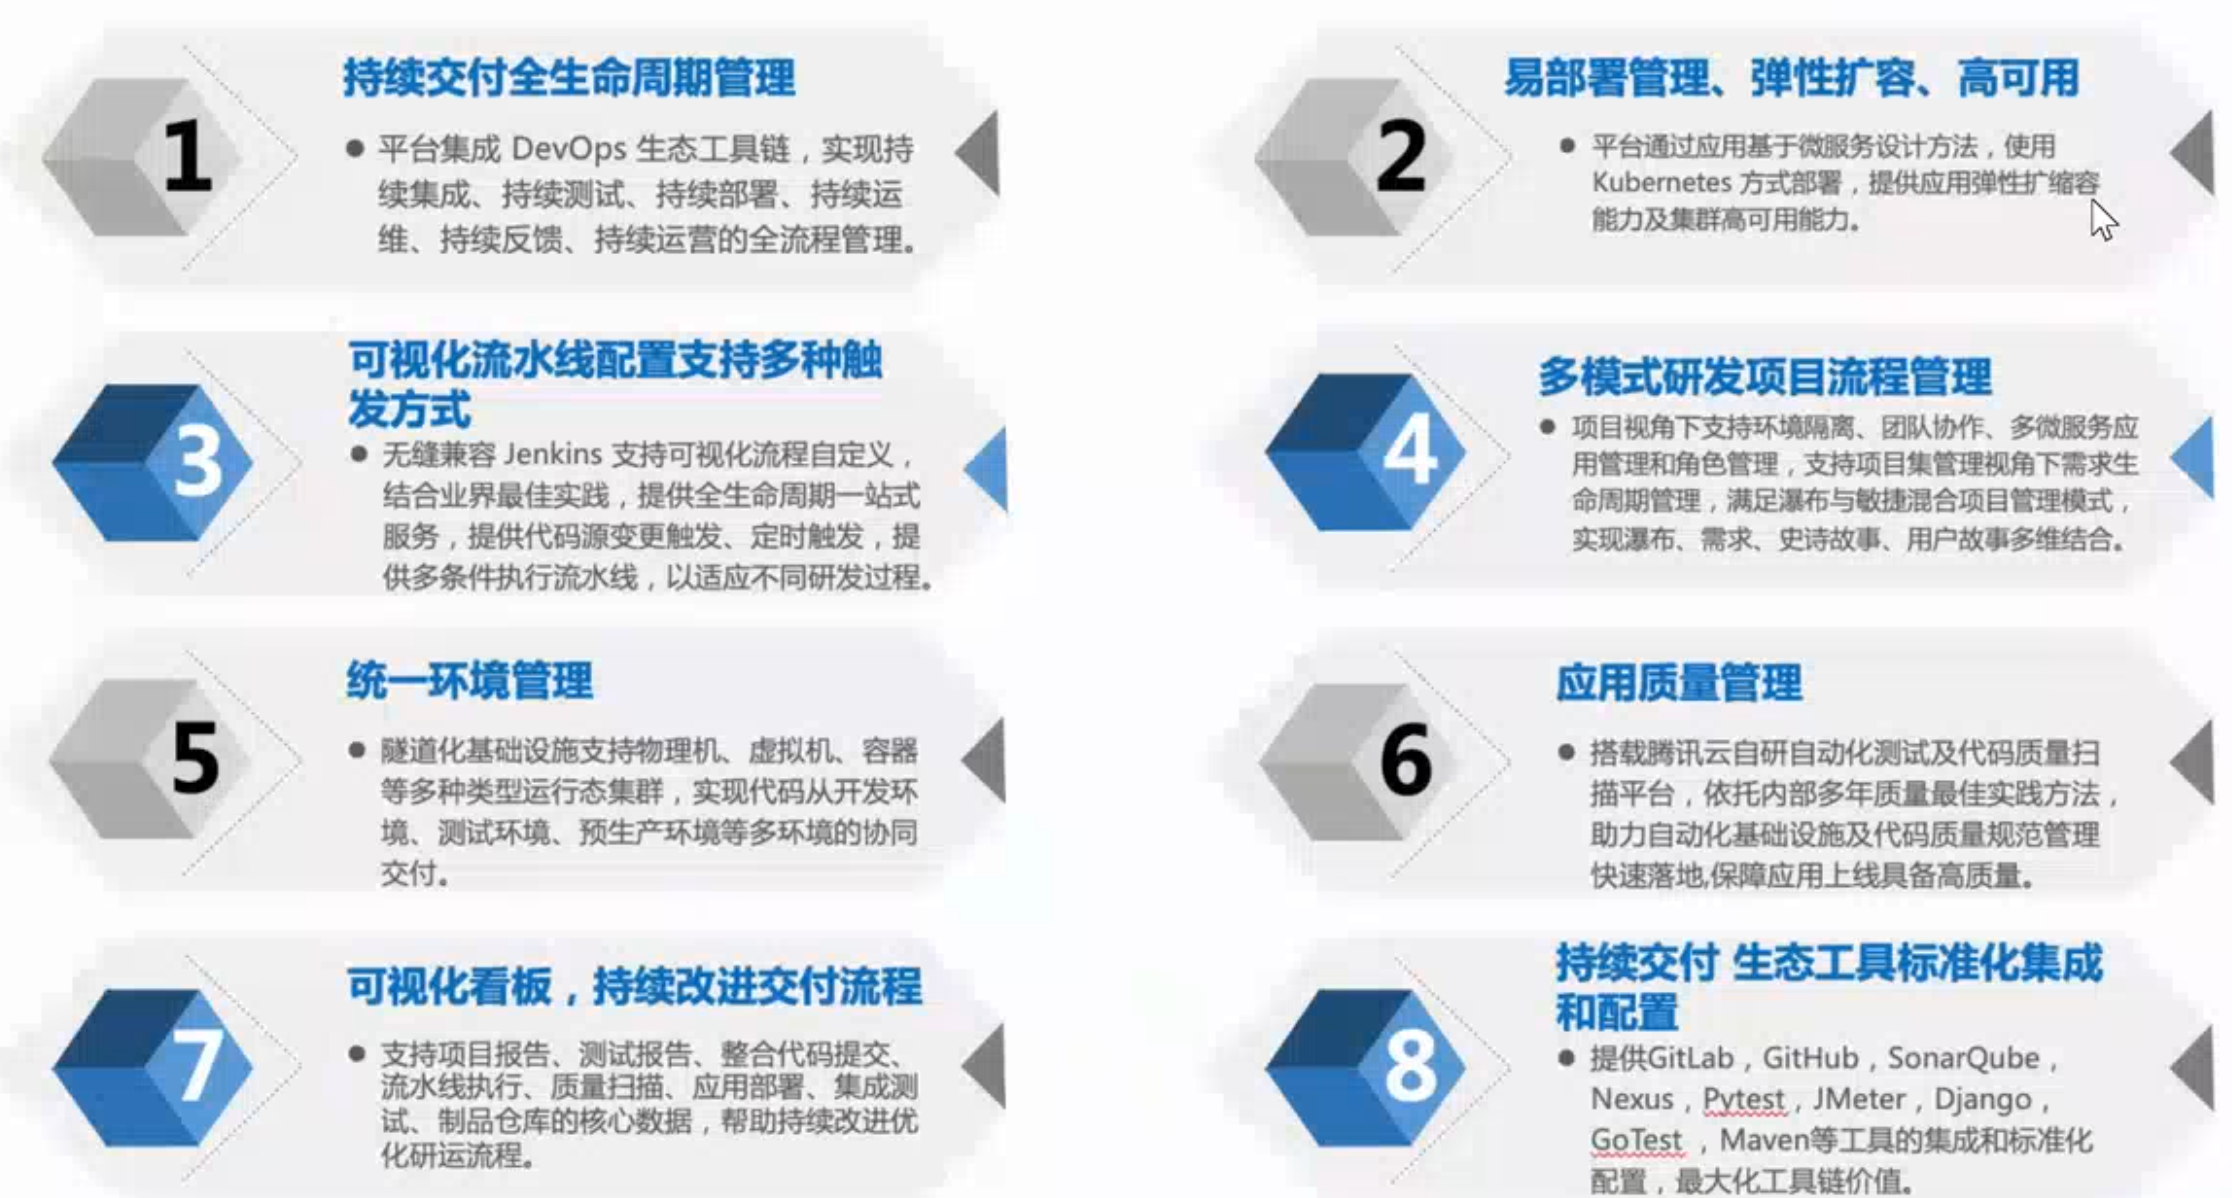 1
持续交付全生命周期管理
● 平台集成 DevOps 生态工具链，实现持
续集成、持续测试、持续部署、持续运
维、持续反馈、持续运营的全流程管理。
2
易部署管理、弹性扩容、高可用
● 平台通过应用基于微服务设计方法，使用
Kubernetes 方式部署，提供应用弹性扩缩容
能力及集群高可用能力。
3
可视化流水线配置支持多种触
发方式
● 无缝兼容 Jenkins 支持可视化流程自定义，
结合业界最佳实践，提供全生命周期一站式
服务，提供代码源变更触发、定时触发，提
供多条件执行流水线，以适应不同研发过程。
4
多模式研发项目流程管理
● 项目视角下支持环境隔离、团队协作、多微服务应
用管理和角色管理，支持项目集管理视角下需求生
命周期管理，满足瀑布与敏捷混合项目管理模式，
实现瀑布、需求、史诗故事、用户故事多维结合。
5
统一环境管理
● 隧道化基础设施支持物理机、虚拟机、容器
等多种类型运行态集群，实现代码从开发环
境、测试环境、预生产环境等多环境的协同
交付。
6
应用质量管理
● 搭载腾讯云自研自动化测试及代码质量扫
描平台，依托内部多年质量最佳实践方法，
助力自动化基础设施及代码质量规范管理
快速落地,保障应用上线具备高质量。
7
可视化看板，持续改进交付流程
● 支持项目报告、测试报告、整合代码提交、
流水线执行、质量扫描、应用部署、集成测
试、制品仓库的核心数据，帮助持续改进优
化研运流程。
8
持续交付 生态工具标准化集成
和配置
● 提供GitLab，GitHub，SonarQube，
Nexus，Pytest，JMeter，Django，
GoTest ，Maven等工具的集成和标准化
配置，最大化工具链价值。